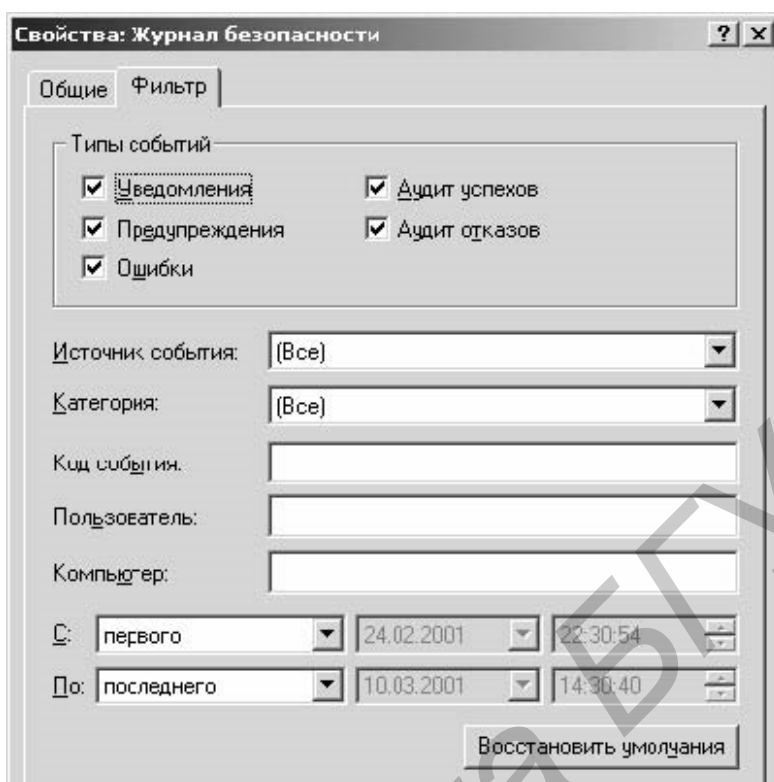 Свойства: Журнал безопасности
Общие Фильтр
Типы событий
Уведомления Аудит успехов
Предупреждения Аудит отказов
Ошибки
Источник события: (Все)
Категория: (Все)
Код события:
Пользователь:
Компьютер:
С: первого 24.02.2001 22:30:54
По: последнего 10.03.2001 14:30:40
Восстановить умолчания